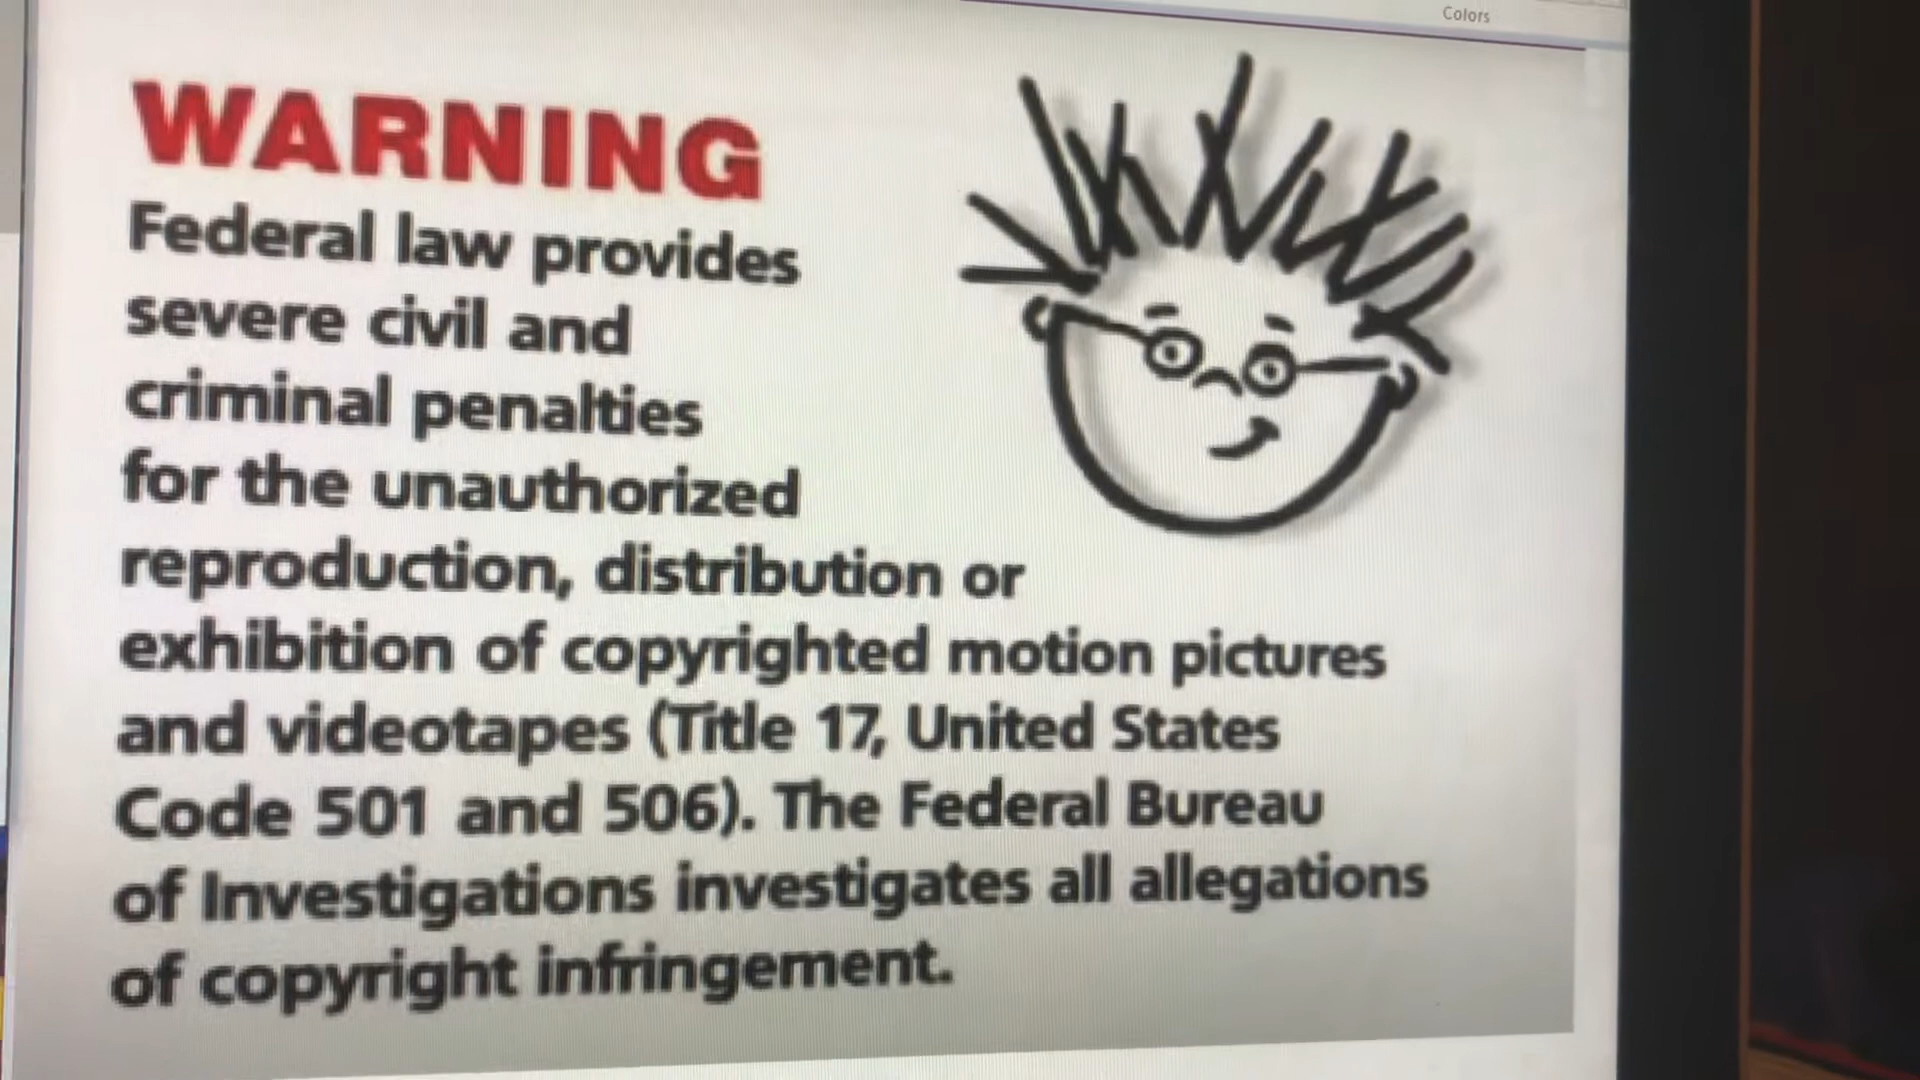 Colors
WARNING
Federal law provides
severe civil and
criminal penalties
for the unauthorized
reproduction, distribution or
exhibition of copyrighted motion pictures
and videotapes (Title 17, United States
Code 501 and 506). The Federal Bureau
of Investigations investigates all allegations
of copyright infringement.